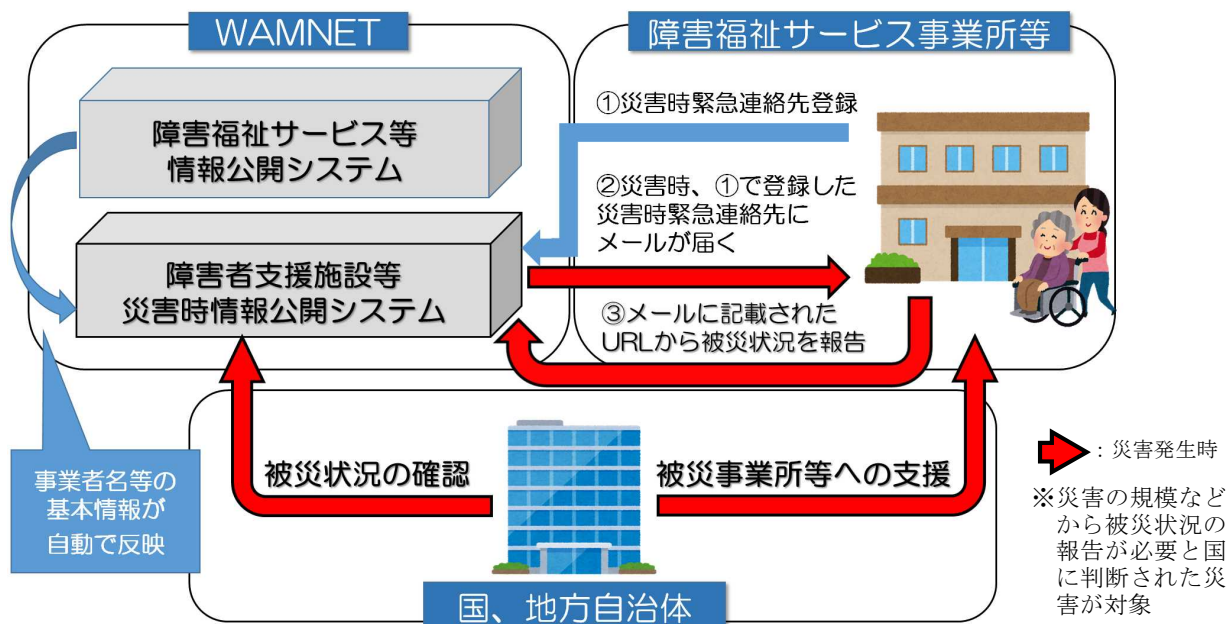 WAMNET
障害福祉サービス等
情報公開システム
障害者支援施設等
災害時情報公開システム
事業者名等の
基本情報が
自動で反映
障害福祉サービス事業所等
①災害時緊急連絡先登録
②災害時、①で登録した
災害時緊急連絡先に
メールが届く
③メールに記載された
URLから被災状況を報告
被災状況の確認
被災事業所等への支援
国、地方自治体
：災害発生時
※災害の規模など
から被災状況の
報告が必要と国
に判断された災
害が対象